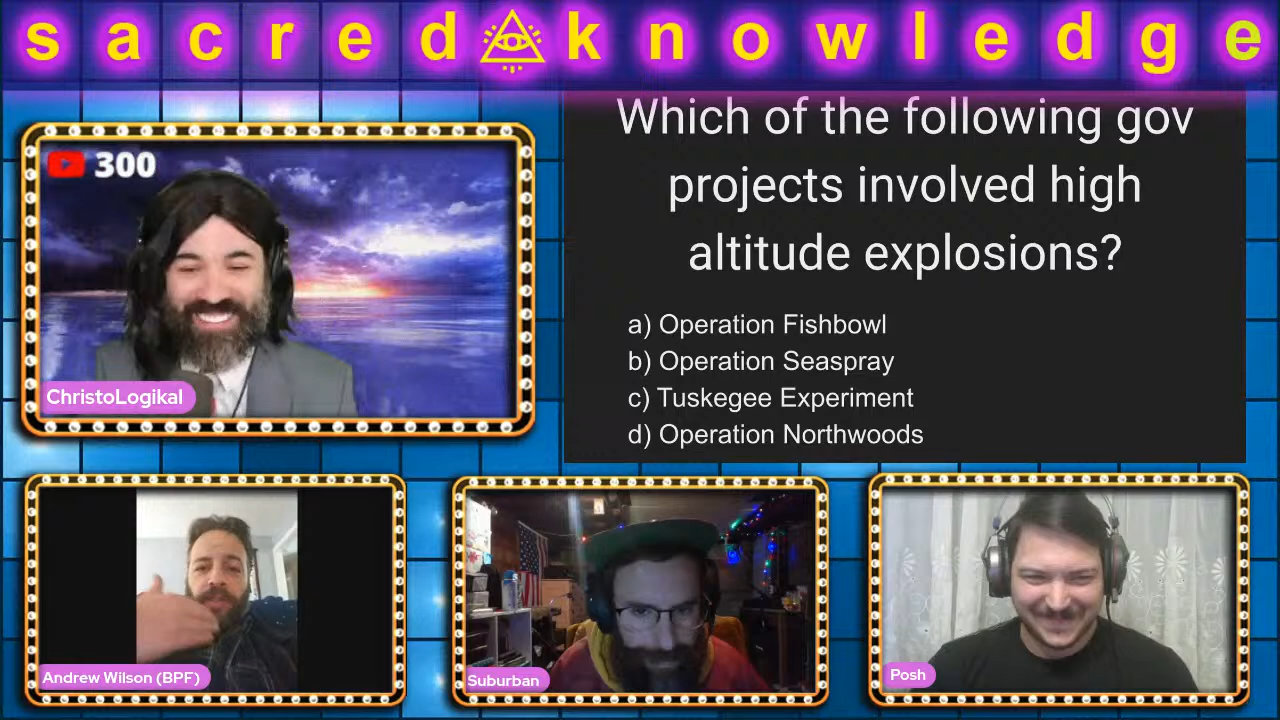 sacred knowledge
300
Which of the following gov
projects involved high
altitude explosions?
a) Operation Fishbowl
b) Operation Seaspray
c) Tuskegee Experiment
d) Operation Northwoods
ChristoLogikal
Andrew Wilson (BPF)
Suburban
Posh